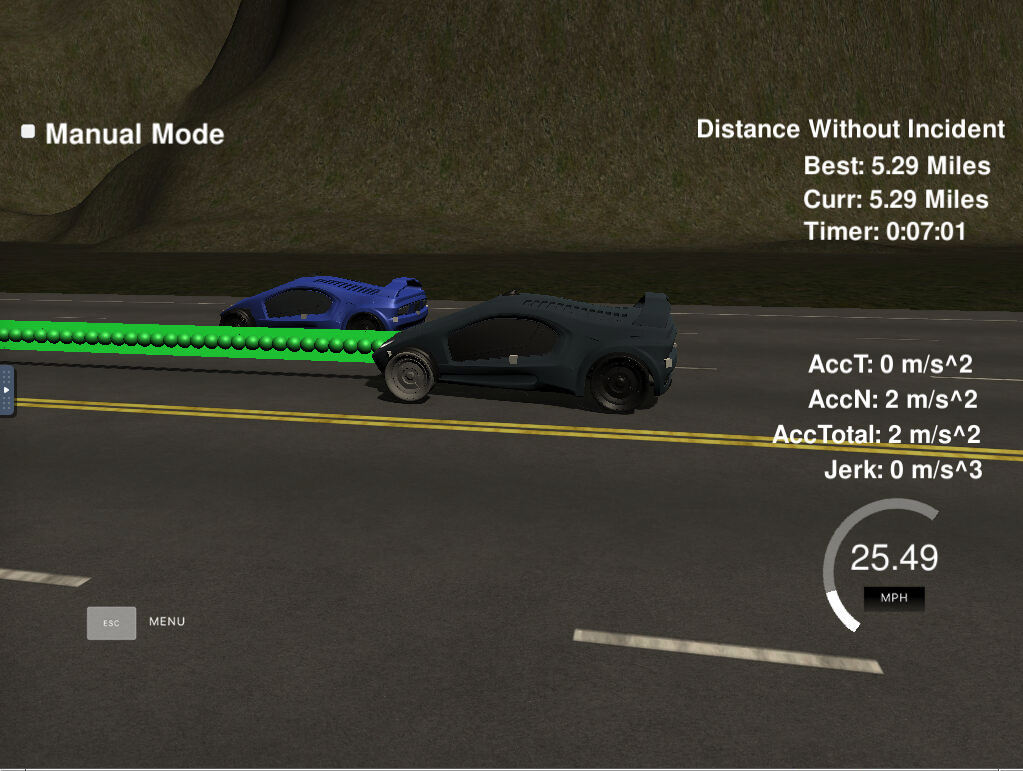 Manual Mode
Distance Without Incident
Best: 5.29 Miles
Curr: 5.29 Miles
Timer: 0:07:01
AccT: 0 m/s^2
AccN: 2 m/s^2
AccTotal: 2 m/s^2
Jerk: 0 m/s^3
25.49
MPH
ESC MENU